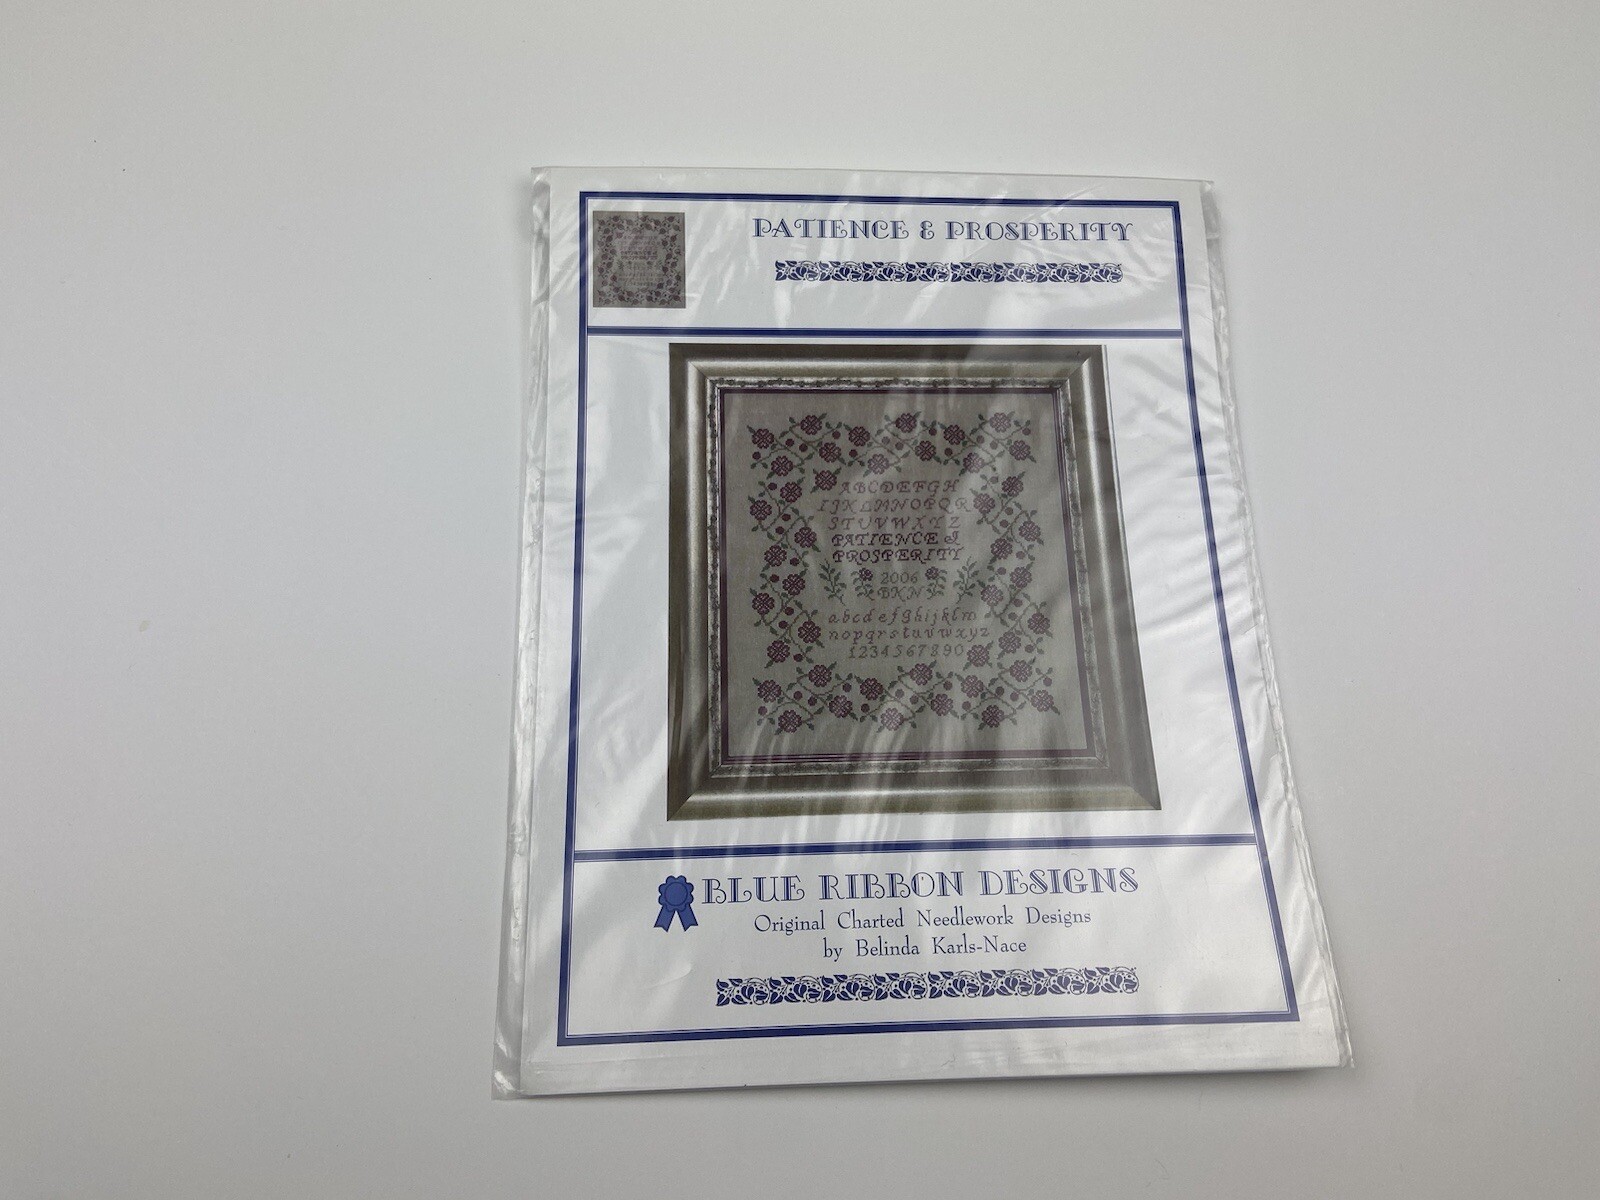 PATIENCE & PROSPERITY
ABCDEFGH
IJKLMNOPQR
STUVWXYZ
PATIENCE &
PROSPERITY
2006
BKN
abcdefghijklm
nopqrstuvwxyz
1234567890
BLUE RIBBON DESIGNS
Original Charted Needlework Designs
by Belinda Karls-Nace